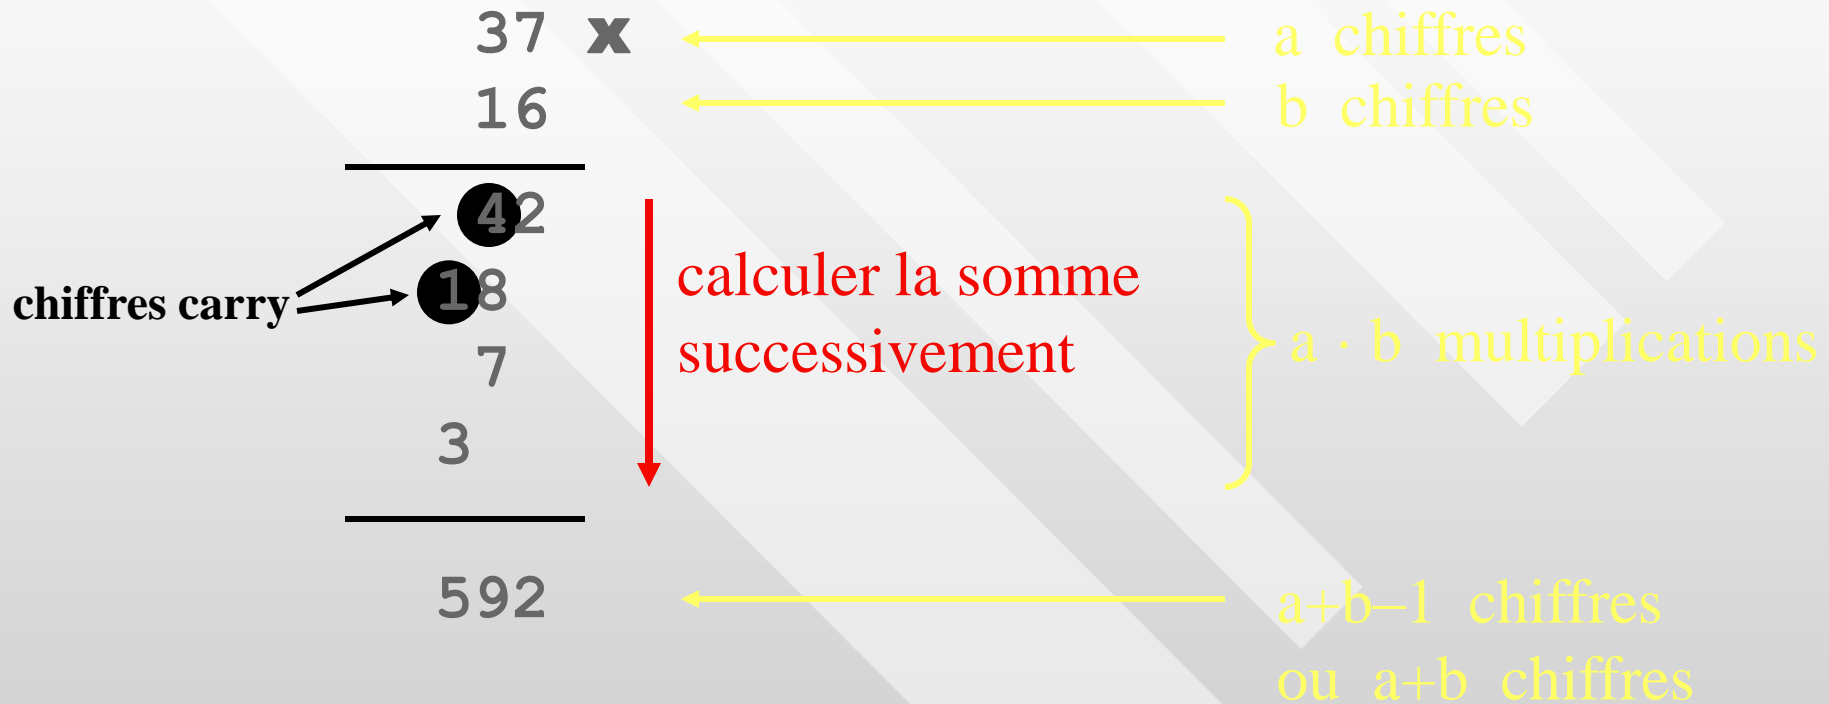 37 x
a chiffres
16
b chiffres
42
18
chiffres carry
7
3
calculer la somme
successivement
a · b multiplications
592
a+b–1 chiffres
ou a+b chiffres